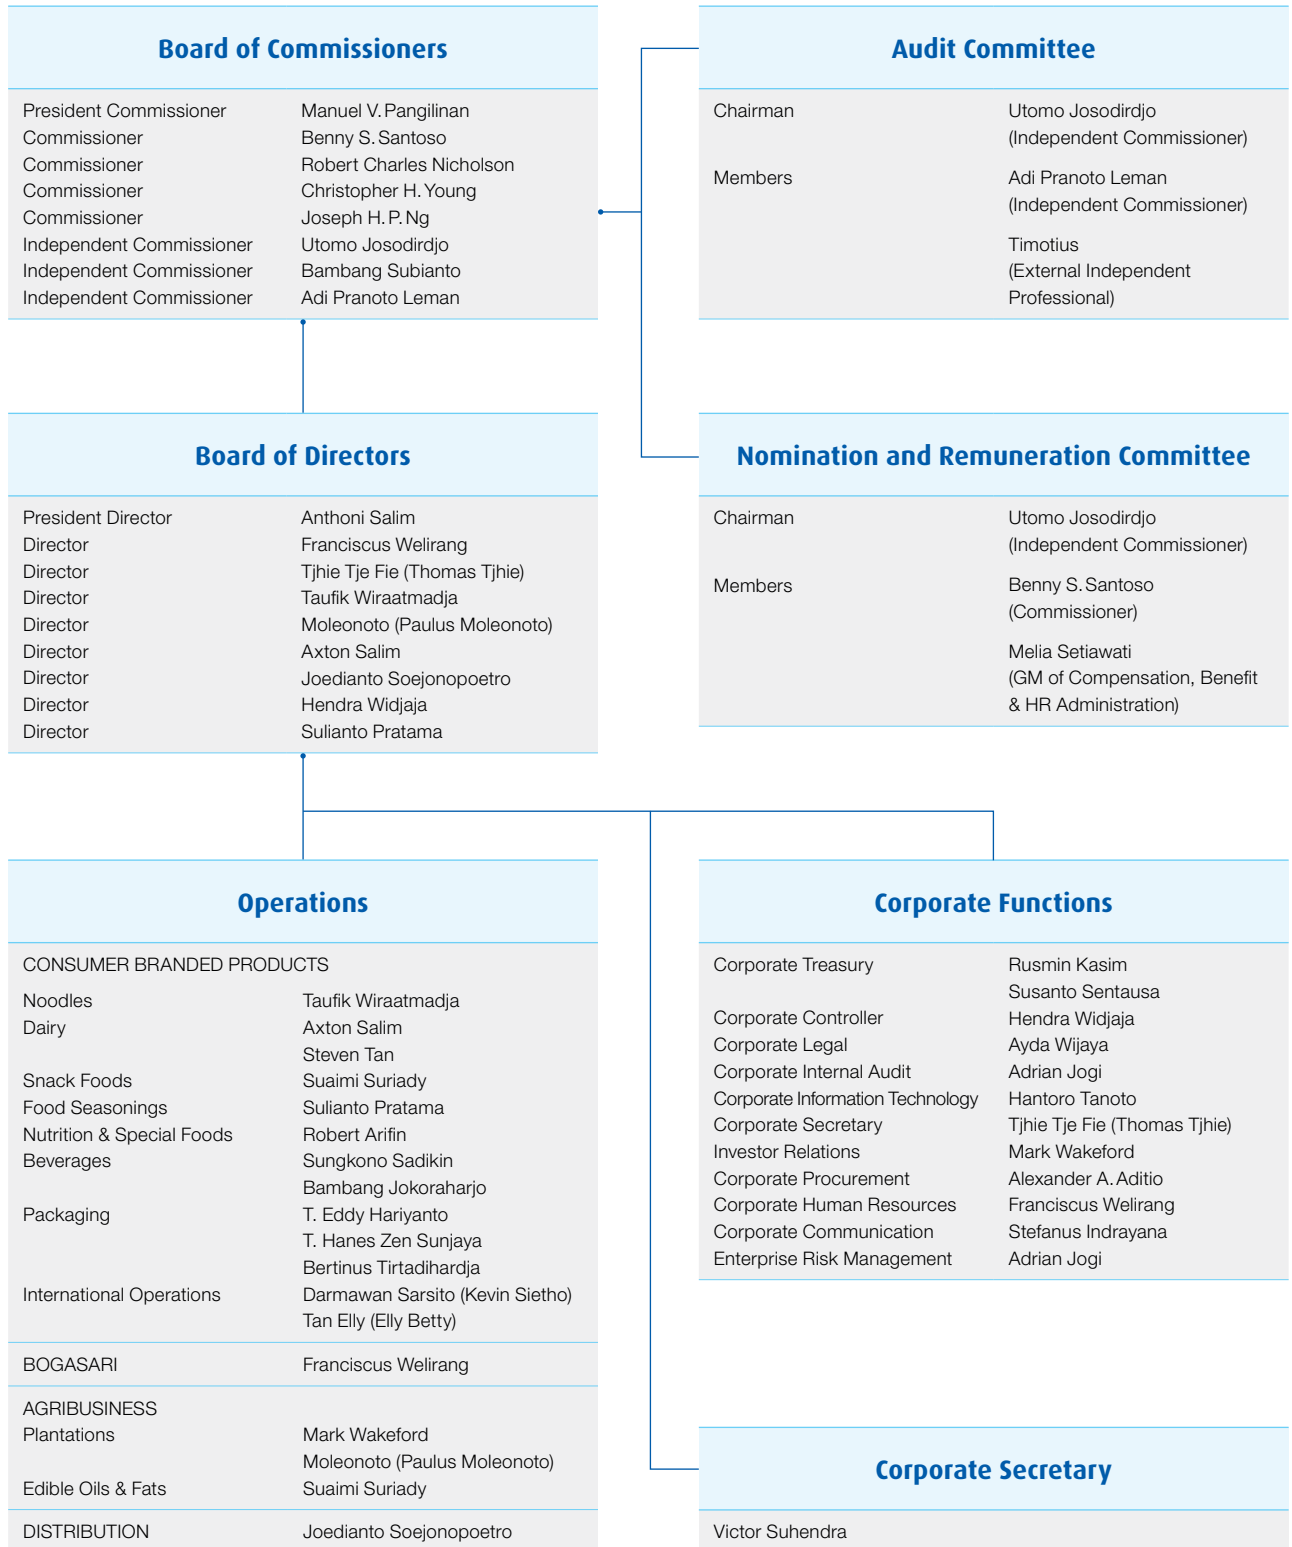 Board of Commissioners
President Commissioner Manuel V. Pangilinan
Commissioner Benny S. Santoso
Commissioner Robert Charles Nicholson
Commissioner Christopher H. Young
Commissioner Joseph H. P. Ng
Independent Commissioner Utomo Josodirdjo
Independent Commissioner Bambang Subianto
Independent Commissioner Adi Pranoto Leman
Audit Committee
Chairman Utomo Josodirdjo
(Independent Commissioner)
Members Adi Pranoto Leman
(Independent Commissioner)
Timotius
(External Independent
Professional)
Board of Directors
President Director Anthoni Salim
Director Franciscus Welirang
Director Tjhie Tje Fie (Thomas Tjhie)
Director Taufik Wiraatmadja
Director Moleonoto (Paulus Moleonoto)
Director Axton Salim
Director Joedianto Soejonopoetro
Director Hendra Widjaja
Director Sulianto Pratama
Nomination and Remuneration Committee
Chairman Utomo Josodirdjo
(Independent Commissioner)
Members Benny S. Santoso
(Commissioner)
Melia Setiawati
(GM of Compensation, Benefit
& HR Administration)
Operations
CONSUMER BRANDED PRODUCTS
Noodles Taufik Wiraatmadja
Dairy Axton Salim
Steven Tan
Snack Foods Suaimi Suriady
Food Seasonings Sulianto Pratama
Nutrition & Special Foods Robert Arifin
Beverages Sungkono Sadikin
Bambang Jokoraharjo
Packaging T. Eddy Hariyanto
T. Hanes Zen Sunjaya
Bertinus Tirtadihardja
International Operations Darmawan Sarsito (Kevin Sietho)
Tan Elly (Elly Betty)
BOGASARI Franciscus Welirang
AGRIBUSINESS
Plantations Mark Wakeford
Moleonoto (Paulus Moleonoto)
Edible Oils & Fats Suaimi Suriady
DISTRIBUTION Joedianto Soejonopoetro
Corporate Functions
Corporate Treasury Rusmin Kasim
Susanto Sentausa
Corporate Controller Hendra Widjaja
Corporate Legal Ayda Wijaya
Corporate Internal Audit Adrian Jogi
Corporate Information Technology Hantoro Tanoto
Corporate Secretary Tjhie Tje Fie (Thomas Tjhie)
Investor Relations Mark Wakeford
Corporate Procurement Alexander A. Aditio
Corporate Human Resources Franciscus Welirang
Corporate Communication Stefanus Indrayana
Enterprise Risk Management Adrian Jogi
Corporate Secretary
Victor Suhendra